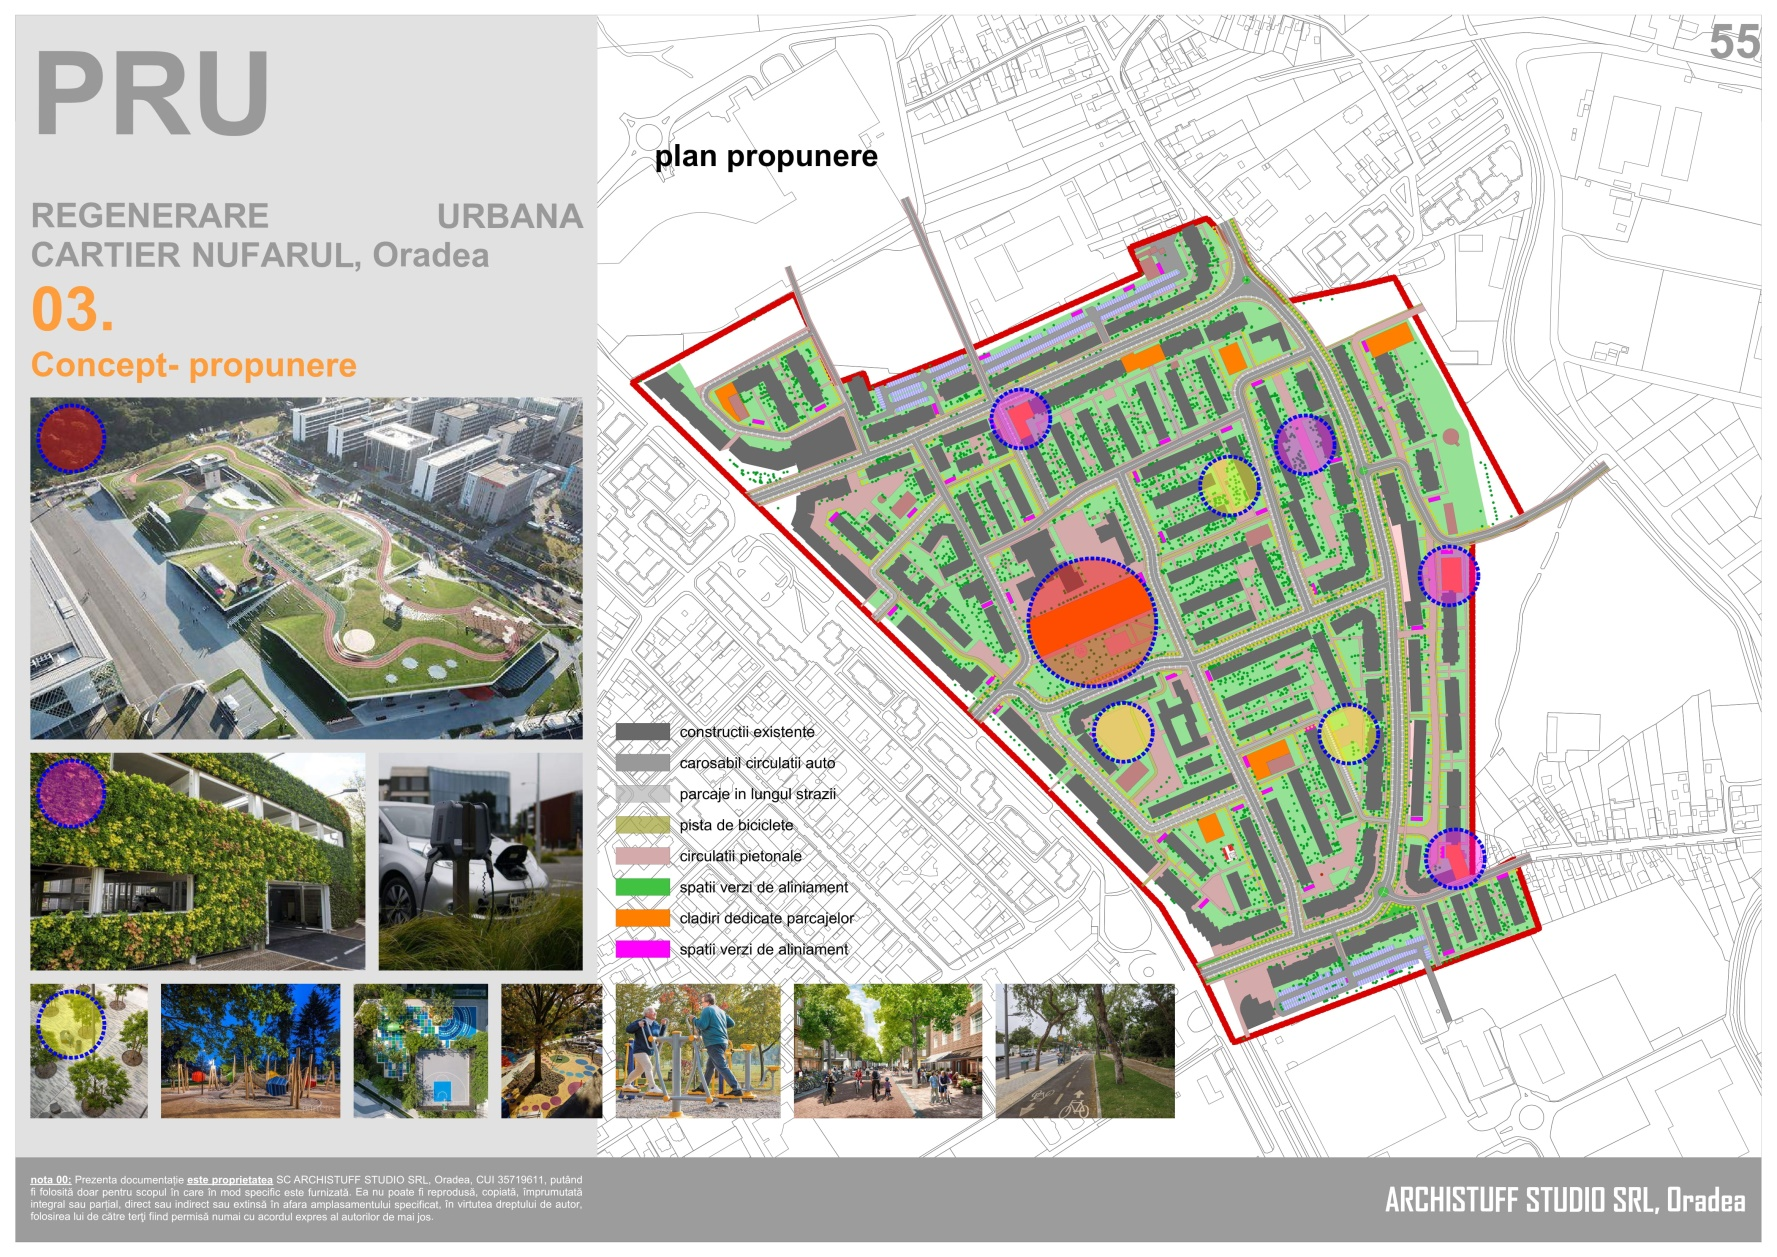 PRU
55
plan propunere
REGENERARE URBANA
CARTIER NUFARUL, Oradea
03.
Concept- propunere
constructii existente
carosabil circulatii auto
parcaje in lungul strazii
pista de biciclete
circulatii pietonale
spatii verzi de aliniament
cladiri dedicate parcajelor
spatii verzi de aliniament
nota 00: Prezenta documentație este proprietatea SC ARCHISTUFF STUDIO SRL, Oradea, CUI 35719611, putând
fi folosită doar pentru scopul în care în mod specific este furnizată. Ea nu poate fi reprodusă, copiată, împrumutată
integral sau parțial, direct sau indirect sau extinsă în afara amplasamentului specificat, în virtutea dreptului de autor,
folosirea lui de către terți fiind permisă numai cu acordul expres al autorilor de mai jos.
ARCHISTUFF STUDIO SRL, Oradea